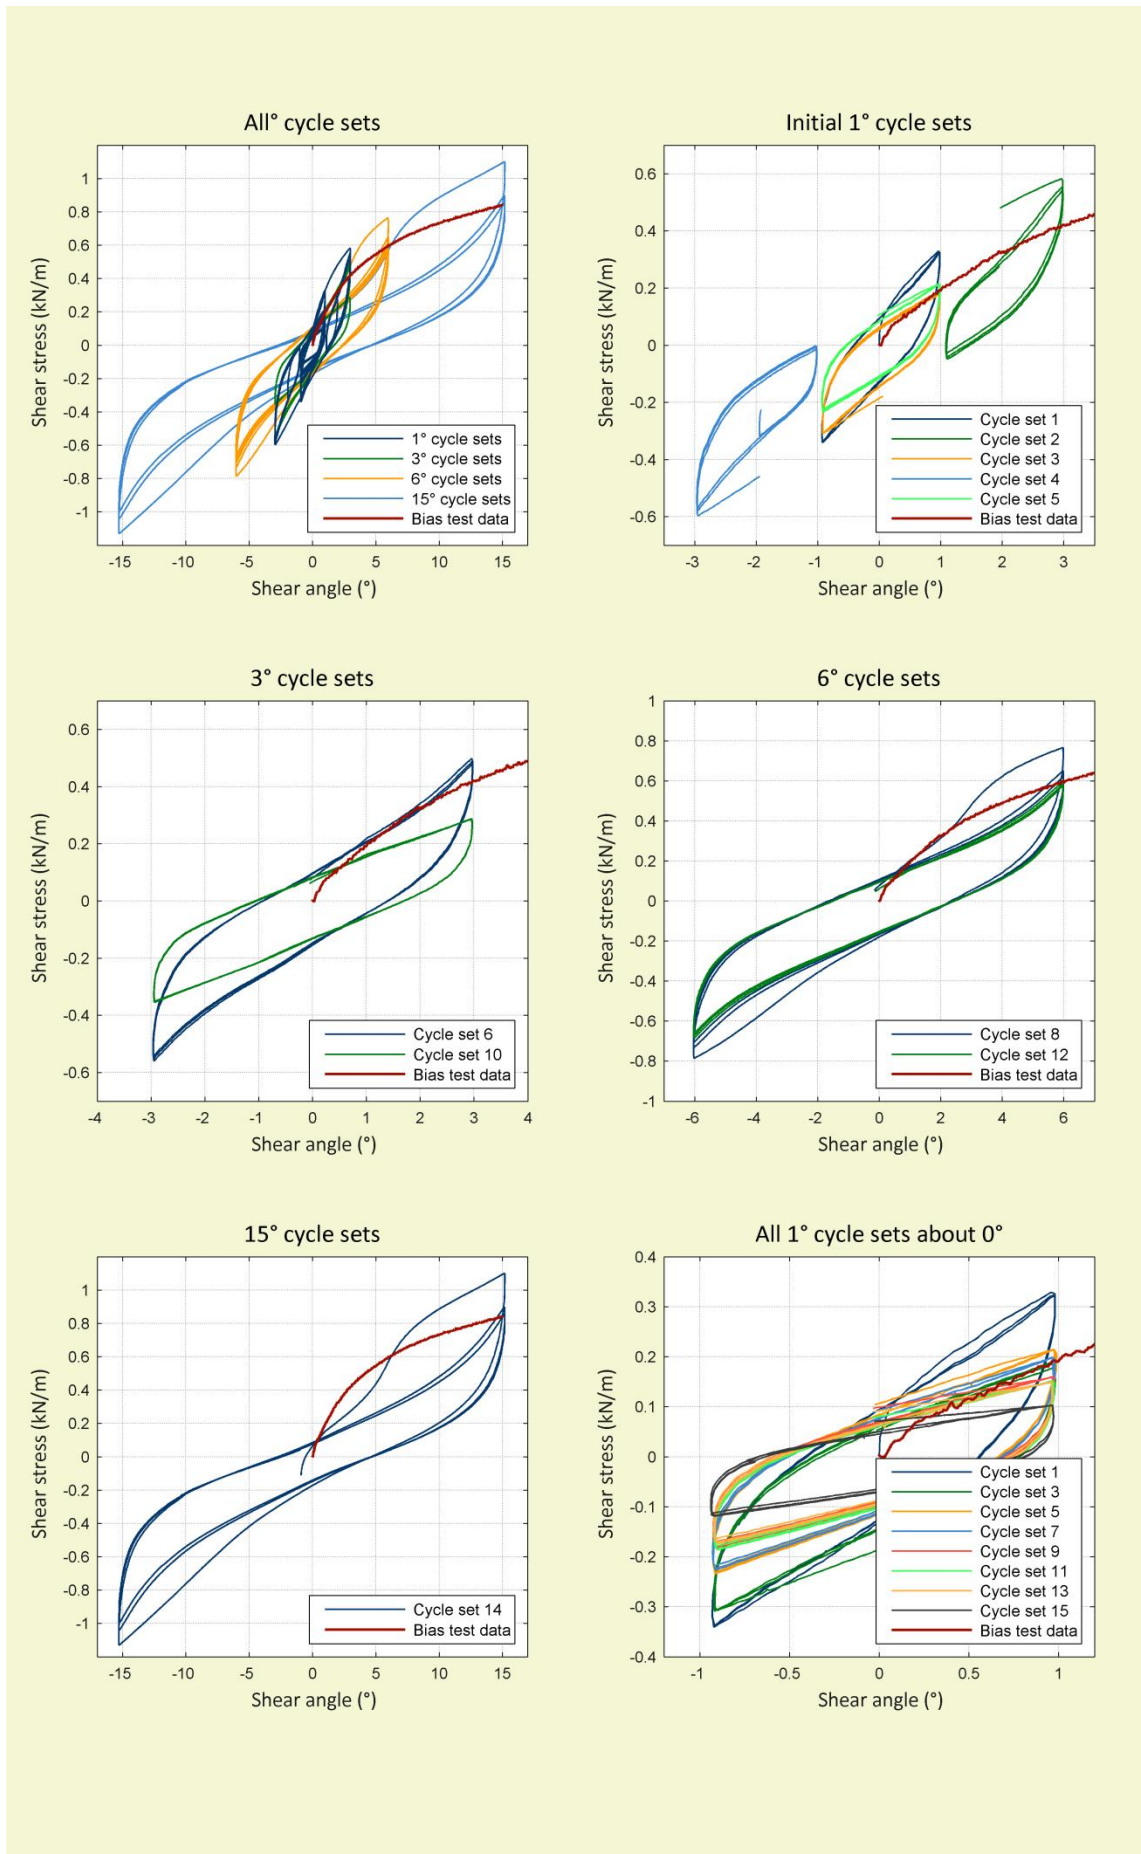 All° cycle sets
1
0.8
0.6
0.4
0.2
0
-0.2
-0.4
-0.6
-0.8
-1
Shear stress (kN/m)
1° cycle sets
3° cycle sets
6° cycle sets
15° cycle sets
Bias test data
-15 -10 -5 0 5 10 15
Shear angle (°)
Initial 1° cycle sets
0.6
0.4
0.2
0
-0.2
-0.4
-0.6
Shear stress (kN/m)
Cycle set 1
Cycle set 2
Cycle set 3
Cycle set 4
Cycle set 5
Bias test data
-3 -2 -1 0 1 2 3
Shear angle (°)
3° cycle sets
0.6
0.4
0.2
0
-0.2
-0.4
-0.6
Shear stress (kN/m)
Cycle set 6
Cycle set 10
Bias test data
-4 -3 -2 -1 0 1 2 3 4
Shear angle (°)
6° cycle sets
1
0.8
0.6
0.4
0.2
0
-0.2
-0.4
-0.6
-0.8
-1
Shear stress (kN/m)
Cycle set 8
Cycle set 12
Bias test data
-6 -4 -2 0 2 4 6
Shear angle (°)
15° cycle sets
1
0.8
0.6
0.4
0.2
0
-0.2
-0.4
-0.6
-0.8
-1
Shear stress (kN/m)
Cycle set 14
Bias test data
-15 -10 -5 0 5 10 15
Shear angle (°)
All 1° cycle sets about 0°
0.4
0.3
0.2
0.1
0
-0.1
-0.2
-0.3
-0.4
Shear stress (kN/m)
Cycle set 1
Cycle set 3
Cycle set 5
Cycle set 7
Cycle set 9
Cycle set 11
Cycle set 13
Cycle set 15
Bias test data
-1 -0.5 0 0.5 1
Shear angle (°)